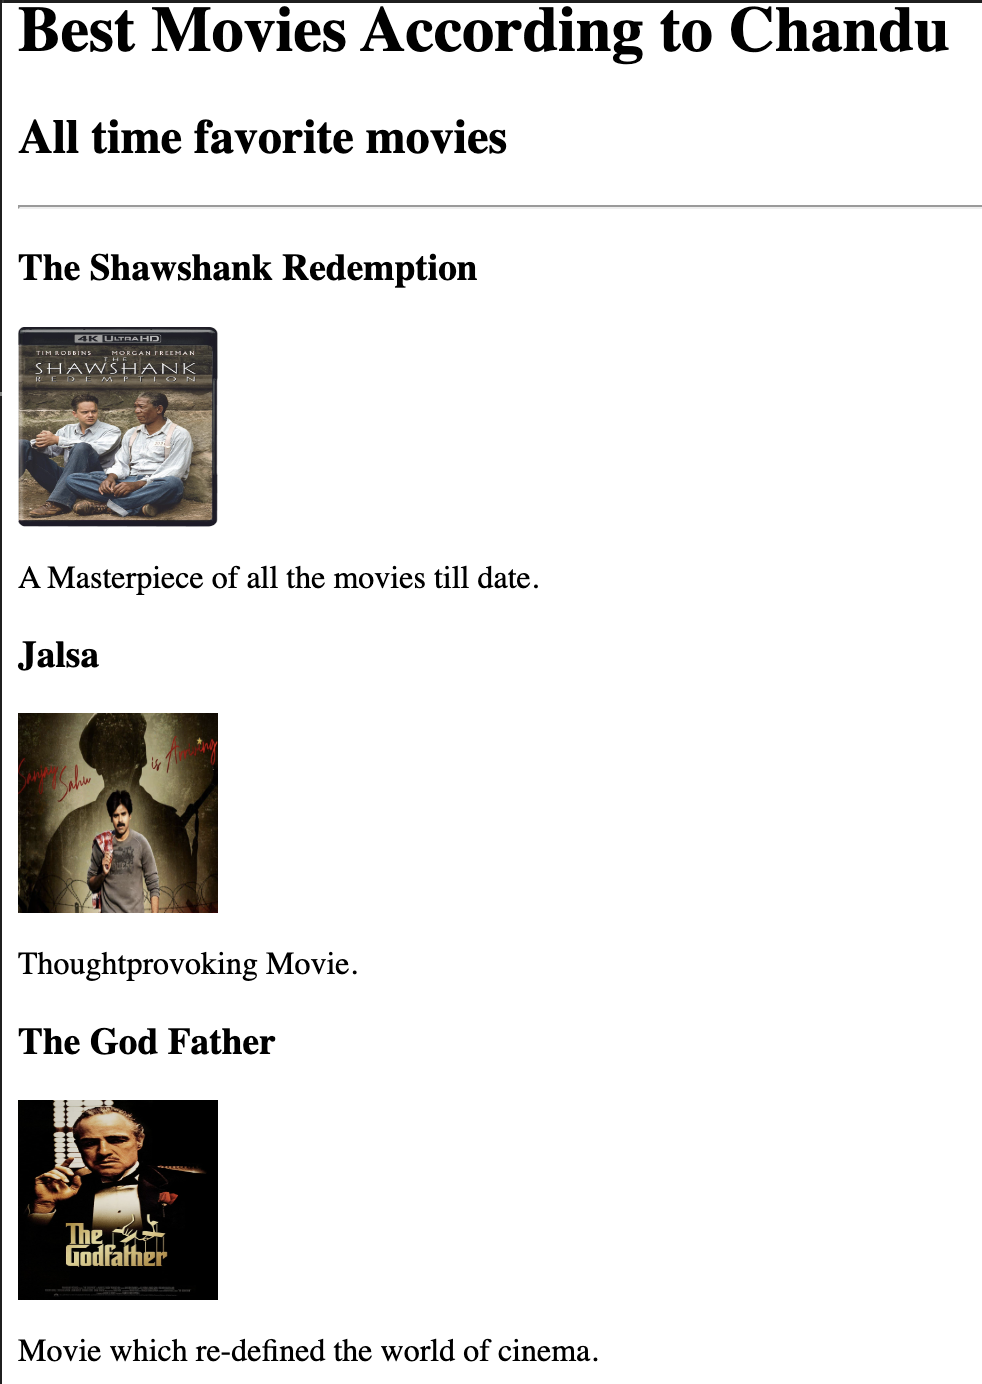 Best Movies According to Chandu
All time favorite movies
The Shawshank Redemption
4K ULTRA HD
TIM ROBBINS MORGAN FREEMAN
THE
SHAWSHANK
REDEMPTION
A Masterpiece of all the movies till date.
Jalsa
Sanjay Sahu is Among
Thoughtprovoking Movie.
The God Father
The
Godfather
Movie which re-defined the world of cinema.